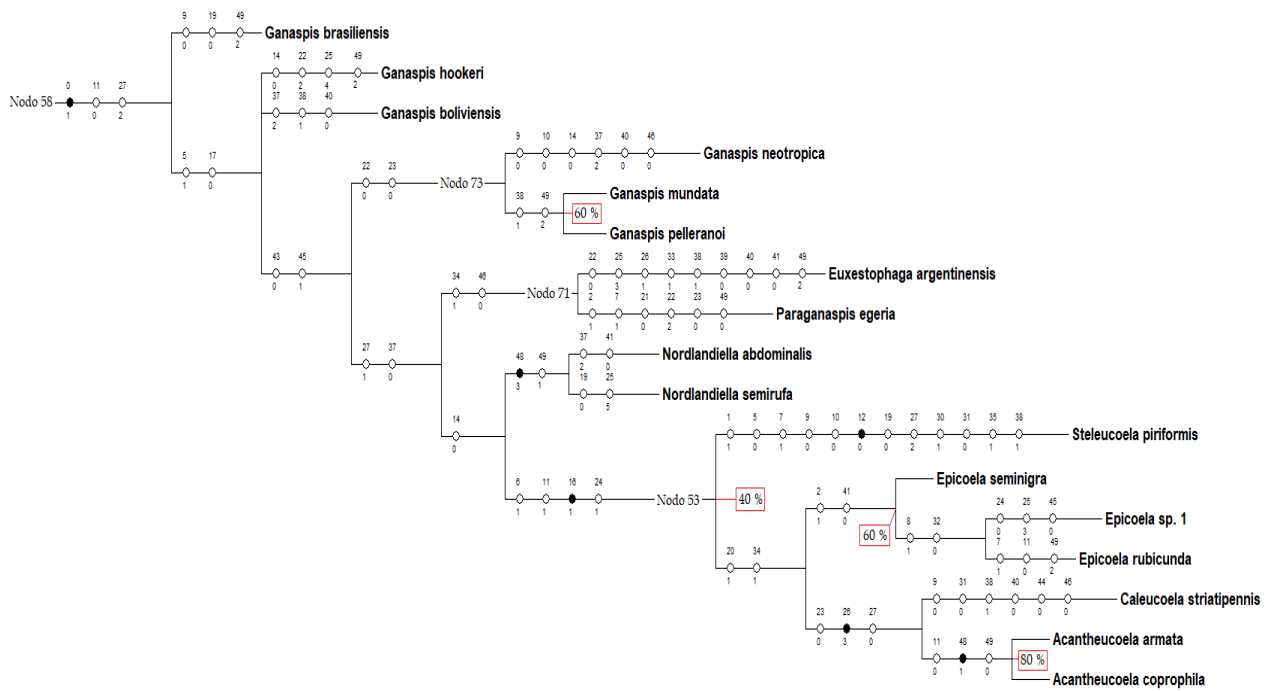 9 19 49
Ganaspis brasiliensis
0 0 2
14 22 25 49
0 11 27
Ganaspis hookeri
0 2 4 2
Nodo 58
1 0 2
37 38 40
Ganaspis boliviensis
2 1 0
9 10 14 37 40 46
Ganaspis neotropica
5 17
0 0 0 2 0 0
1 0
22 23
Nodo 73
0 0
38 49
Ganaspis mundata
1 2
60 %
Ganaspis pelleranoi
43 45
22 25 26 33 38 39 40 41 49
Euxestophaga argentinensis
0 1
0 3 1 1 1 0 0 0 2
34 46
Nodo 71
1 0
2 7 21 22 23 49
Paraganaspis egeria
1 1 0 2 0 0
37 41
Nordlandiella abdominalis
27 37
2 0
1 0
48 49
3 1
19 25
Nordlandiella semirufa
0 5
14
0
1 5 7 9 10 12 19 27 30 31 35 38
Steleucoela piriformis
1 0 1 0 0 0 0 2 1 0 1 1
6 11 16 24
Nodo 53
40 %
1 1 1 1
Epicoela seminigra
2 41
1 0
60 %
24 25 45
Epicoela sp. 1
0 3 0
8 32
1 0
7 11 49
Epicoela rubicunda
1 0 2
20 34
1 1
9 31 38 40 44 46
Caleucoela striatipennis
0 0 1 0 0 0
23 26 27
0 3 0
Acantheucoela armata
11 48 49
80 %
0 1 0
Acantheucoela coprophila